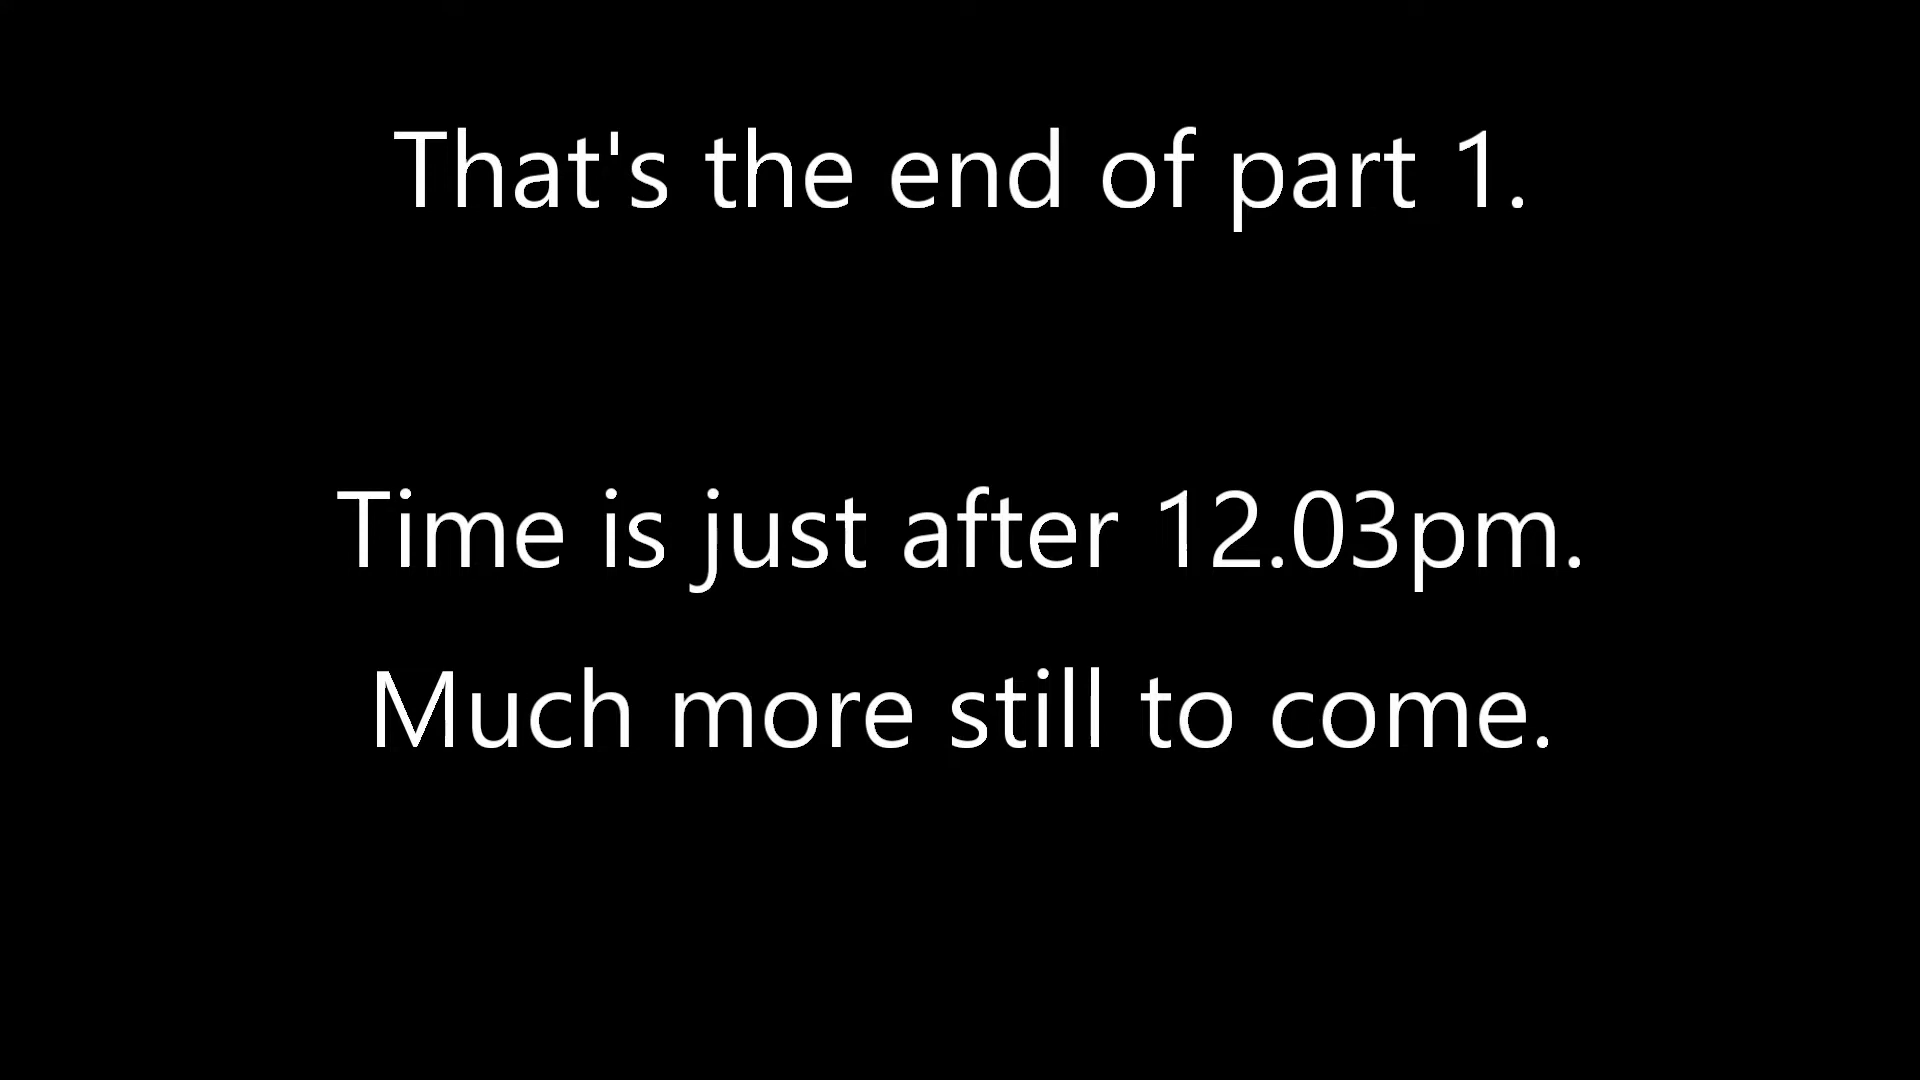 That's the end of part 1.
Time is just after 12.03pm.
Much more still to come.